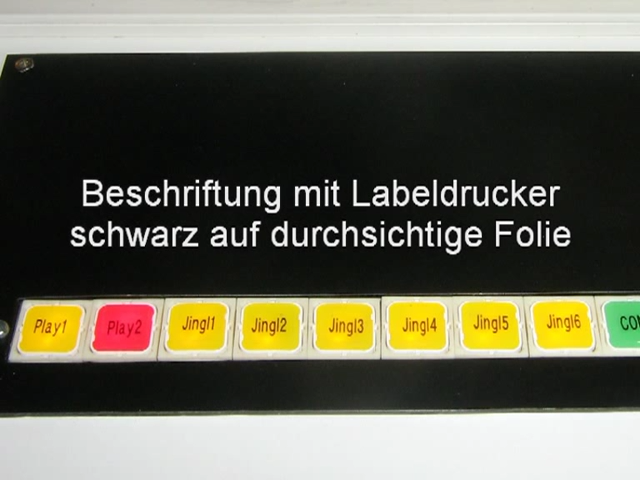 Beschriftung mit Labeldrucker
schwarz auf durchsichtige Folie
Play1 Play2 Jingl1 Jingl2 Jingl3 Jingl4 Jingl5 Jingl6